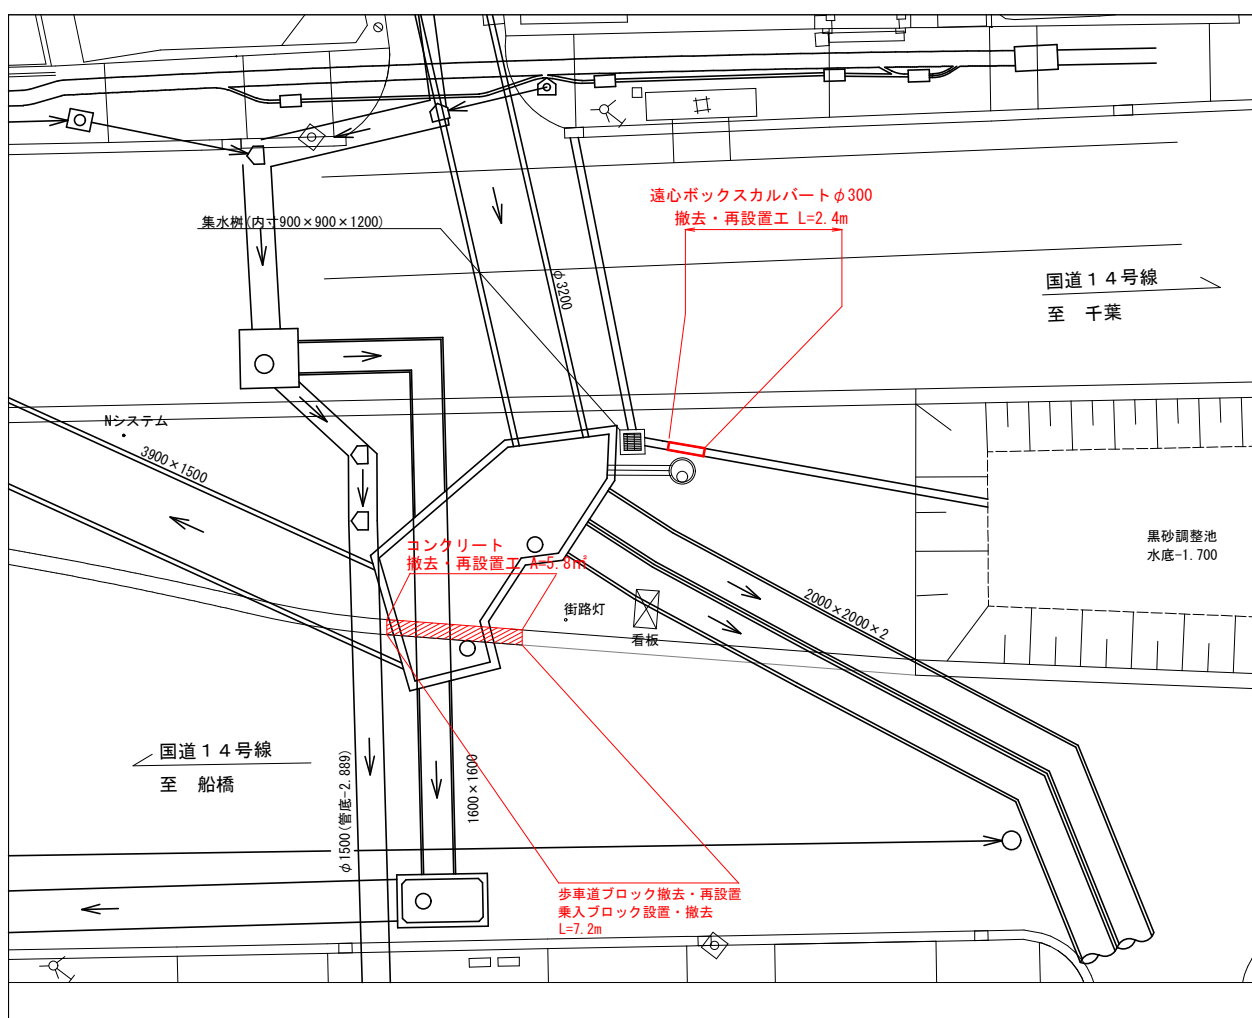 遠心ボックスカルバートφ300
撤去・再設置工 L=2.4m
集水桝(内寸900×900×1200)
φ3200
国道１４号線
至　千葉
Nシステム
3900×1500
黒砂調整池
水底-1.700
コンクリート
撤去・再設置工 A=5.8㎡
街路灯
看板
2000×2000×2
国道１４号線
至　船橋
φ1500(管底-2.889)
1600×1600
歩車道ブロック撤去・再設置
乗入ブロック設置・撤去
L=7.2m